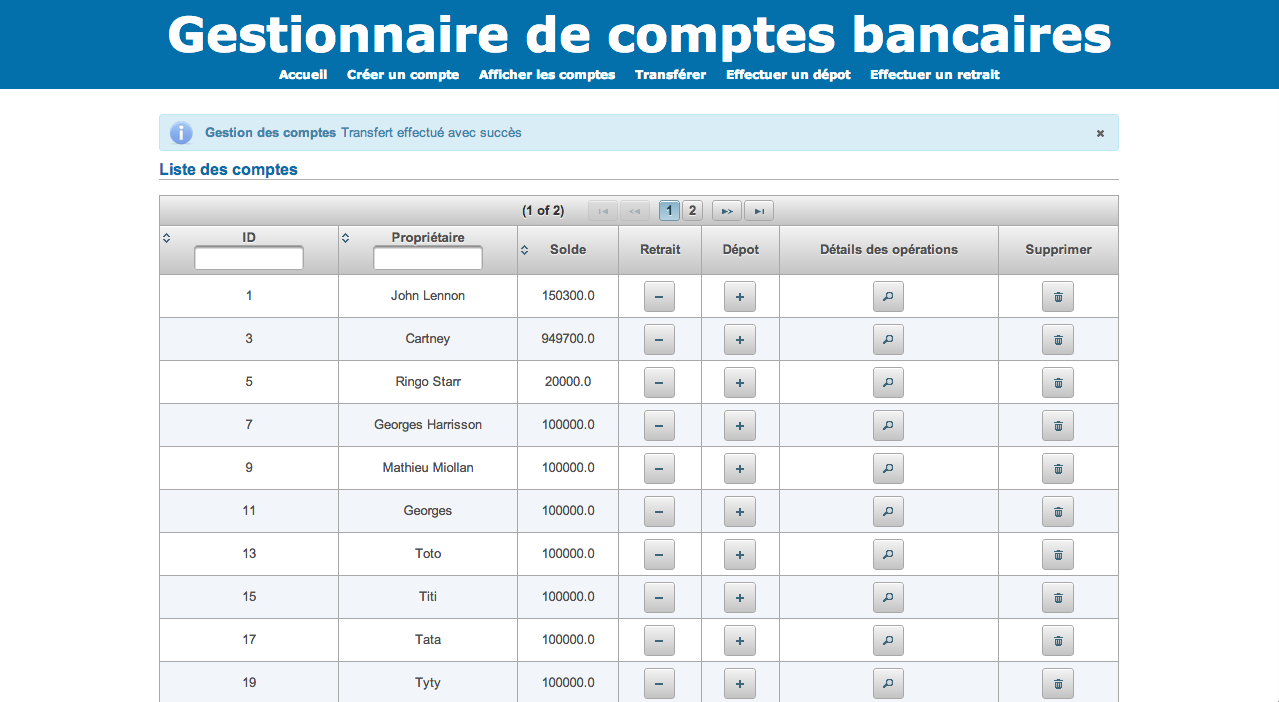 Gestionnaire de comptes bancaires
Accueil Créer un compte Afficher les comptes Transférer Effectuer un dépot Effectuer un retrait
Gestion des comptes Transfert effectué avec succès
Liste des comptes
(1 of 2) 1 2
ID Propriétaire Solde Retrait Dépot Détails des opérations Supprimer
1 John Lennon 150300.0
3 Cartney 949700.0
5 Ringo Starr 20000.0
7 Georges Harrisson 100000.0
9 Mathieu Miollan 100000.0
11 Georges 100000.0
13 Toto 100000.0
15 Titi 100000.0
17 Tata 100000.0
19 Tyty 100000.0